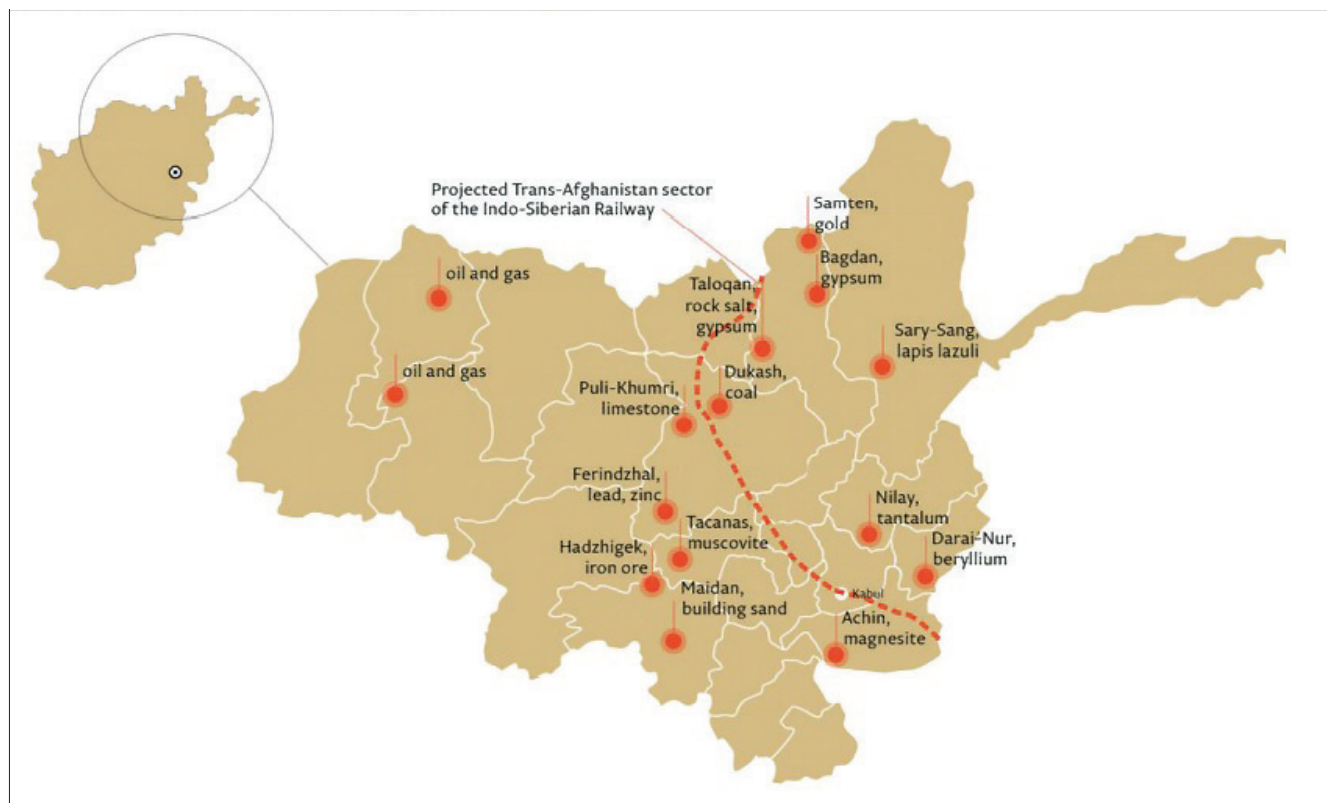 Projected Trans-Afghanistan sector
of the Indo-Siberian Railway
Samten,
gold
Bagdan,
gypsum
oil and gas
Taloqan,
rock salt,
gypsum
Sary-Sang,
lapis lazuli
oil and gas
Dukash,
coal
Puli-Khumri,
limestone
Ferindzhal,
lead, zinc
Nilay,
tantalum
Tacanas,
muscovite
Darai-Nur,
beryllium
Hadzhigek,
iron ore
Maidan,
building sand
Kabul
Achin,
magnesite